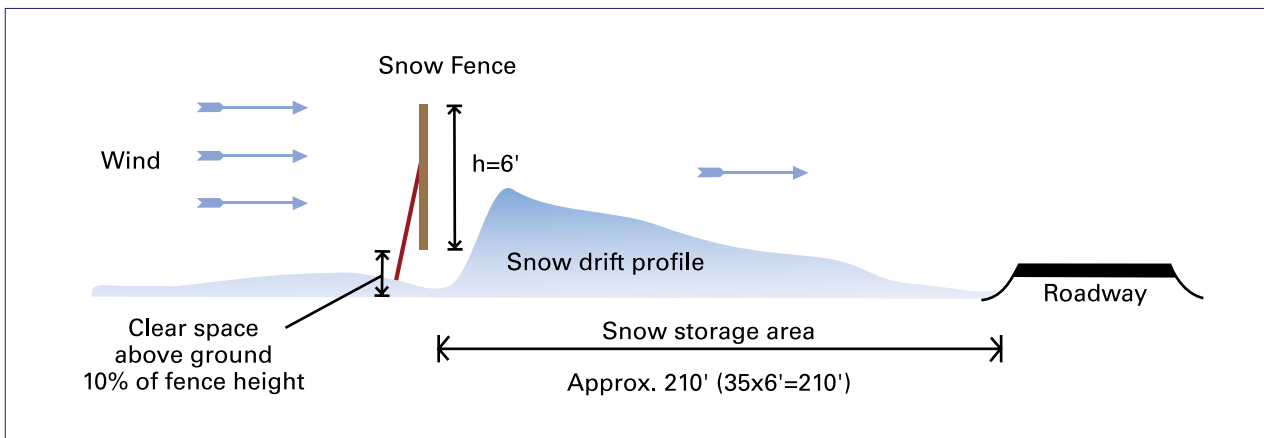 Snow Fence
Wind
h=6'
Snow drift profile
Roadway
Clear space
above ground
10% of fence height
Snow storage area
Approx. 210' (35x6'=210')